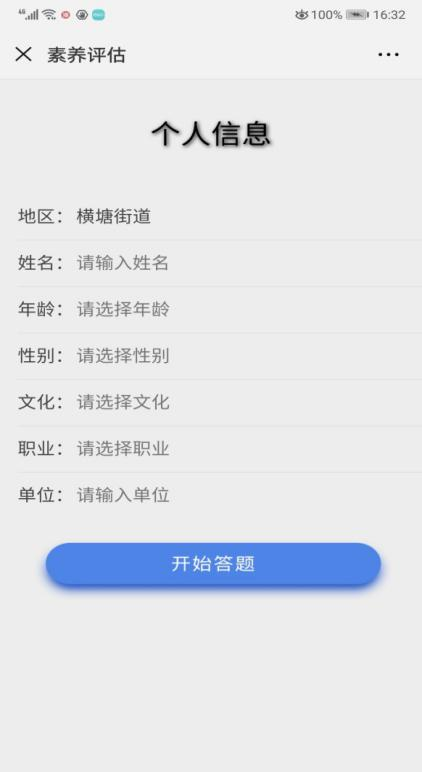 100% 16:32
素养评估
个人信息
地区： 横塘街道
姓名： 请输入姓名
年龄： 请选择年龄
性别： 请选择性别
文化： 请选择文化
职业： 请选择职业
单位： 请输入单位
开始答题